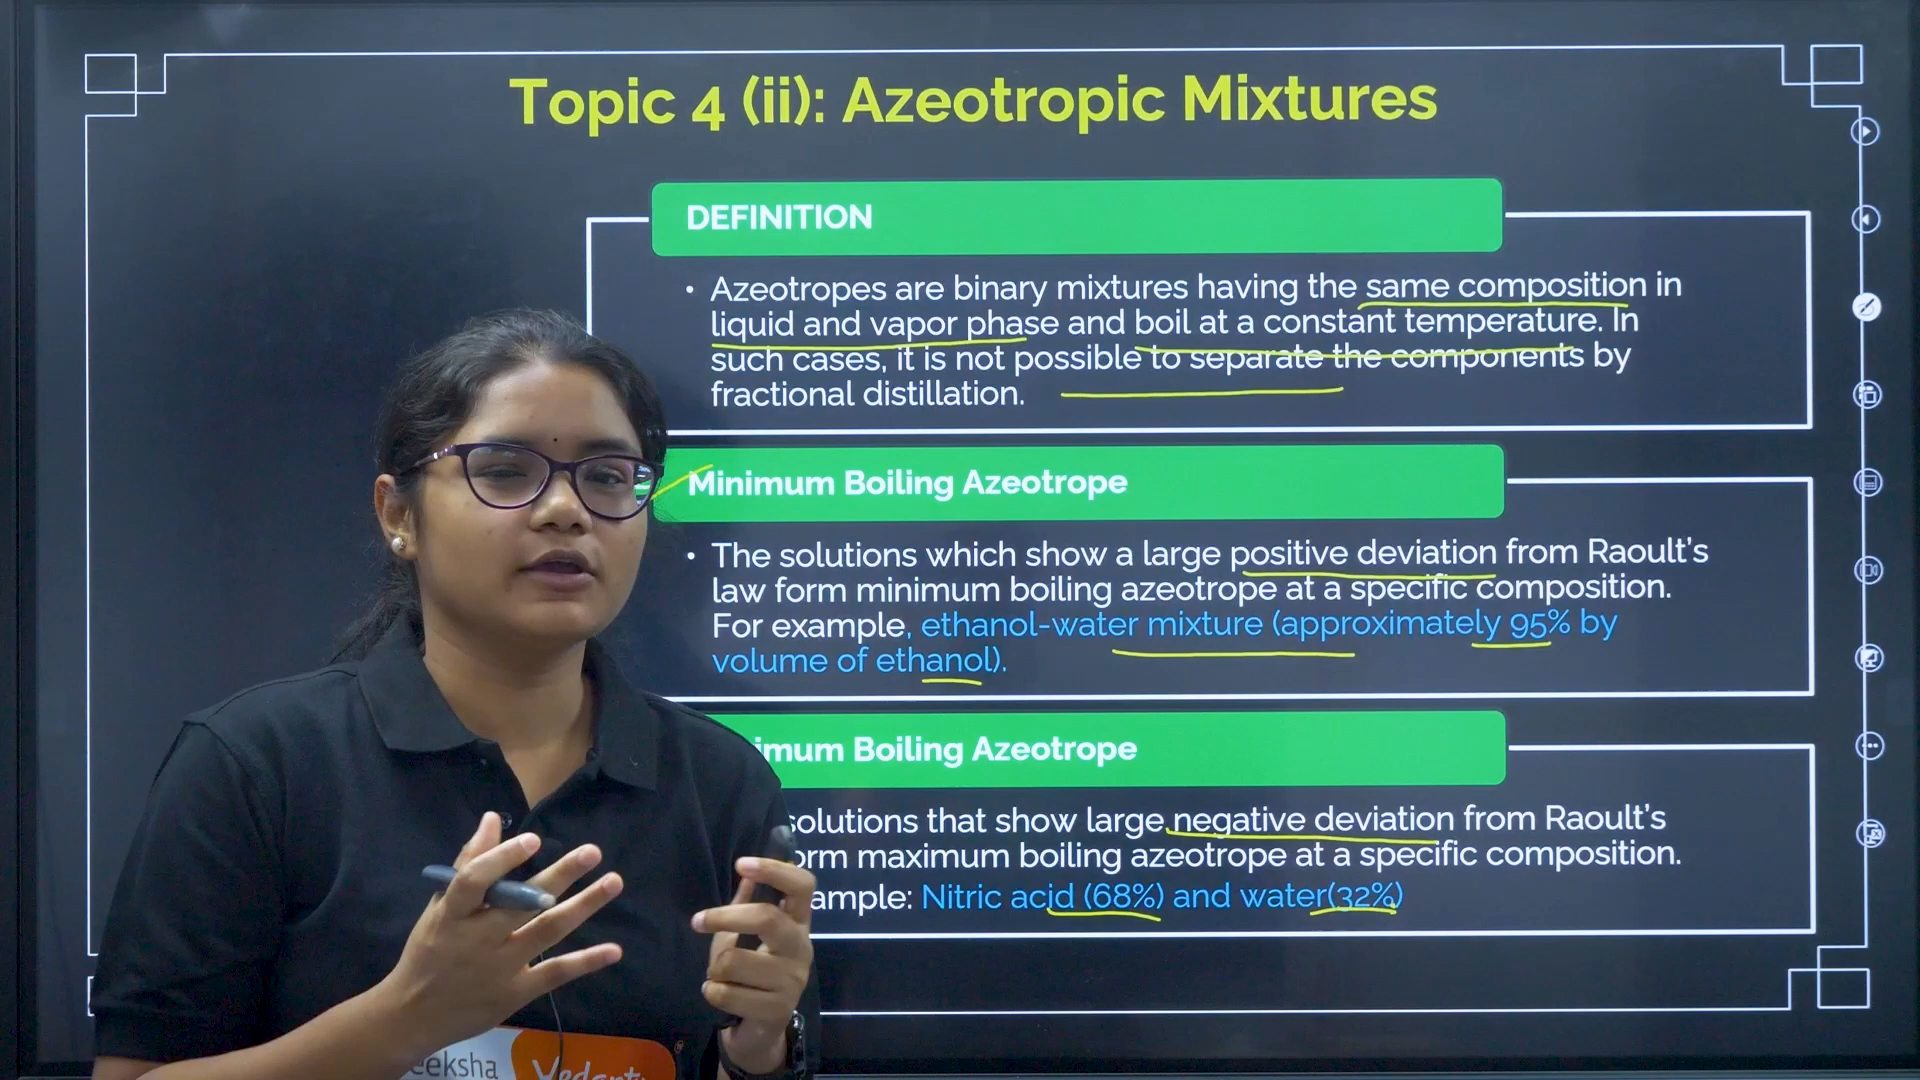 Topic 4 (ii): Azeotropic Mixtures
DEFINITION
• Azeotropes are binary mixtures having the same composition in
liquid and vapor phase and boil at a constant temperature. In
such cases, it is not possible to separate the components by
fractional distillation.
Minimum Boiling Azeotrope
• The solutions which show a large positive deviation from Raoult's
law form minimum boiling azeotrope at a specific composition.
For example, ethanol-water mixture (approximately 95% by
volume of ethanol).
imum Boiling Azeotrope
solutions that show large negative deviation from Raoult's
orm maximum boiling azeotrope at a specific composition.
ample: Nitric acid (68%) and water(32%)
eeksha
Vedant